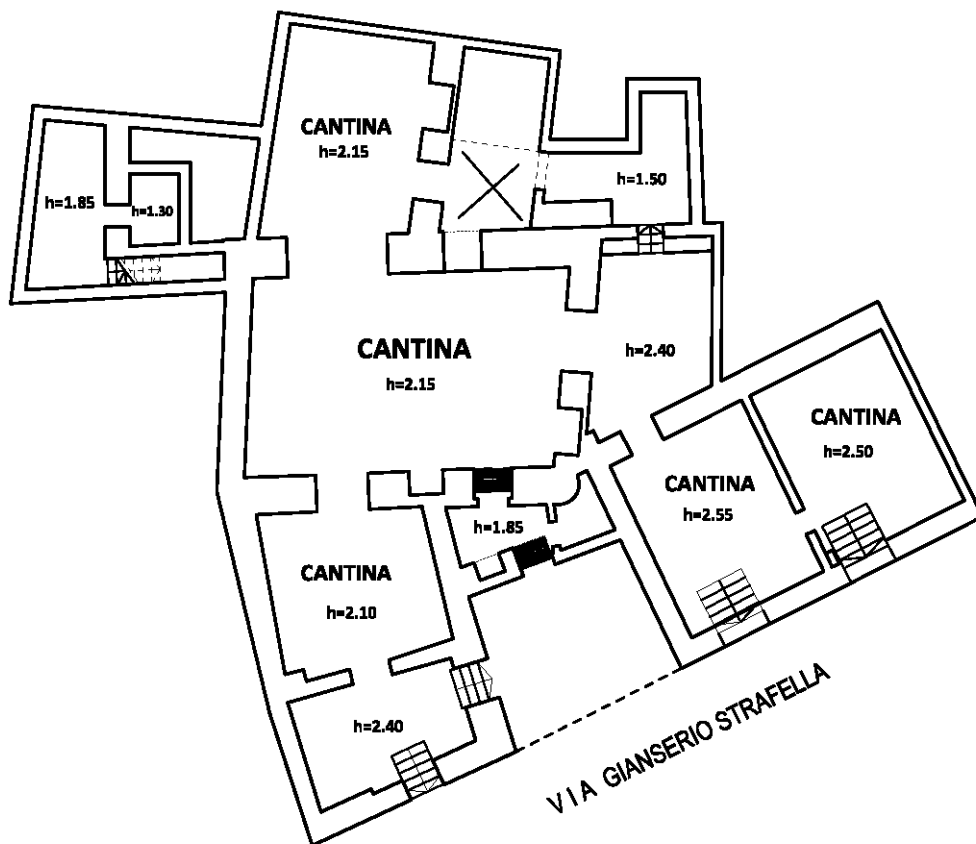 CANTINA
h=2.15
h=1.85
h=1.30
h=1.50
CANTINA
h=2.15
h=2.40
CANTINA
h=2.50
CANTINA
h=2.55
h=1.85
CANTINA
h=2.10
h=2.40
VIA GIANSERIO STRAFELLA